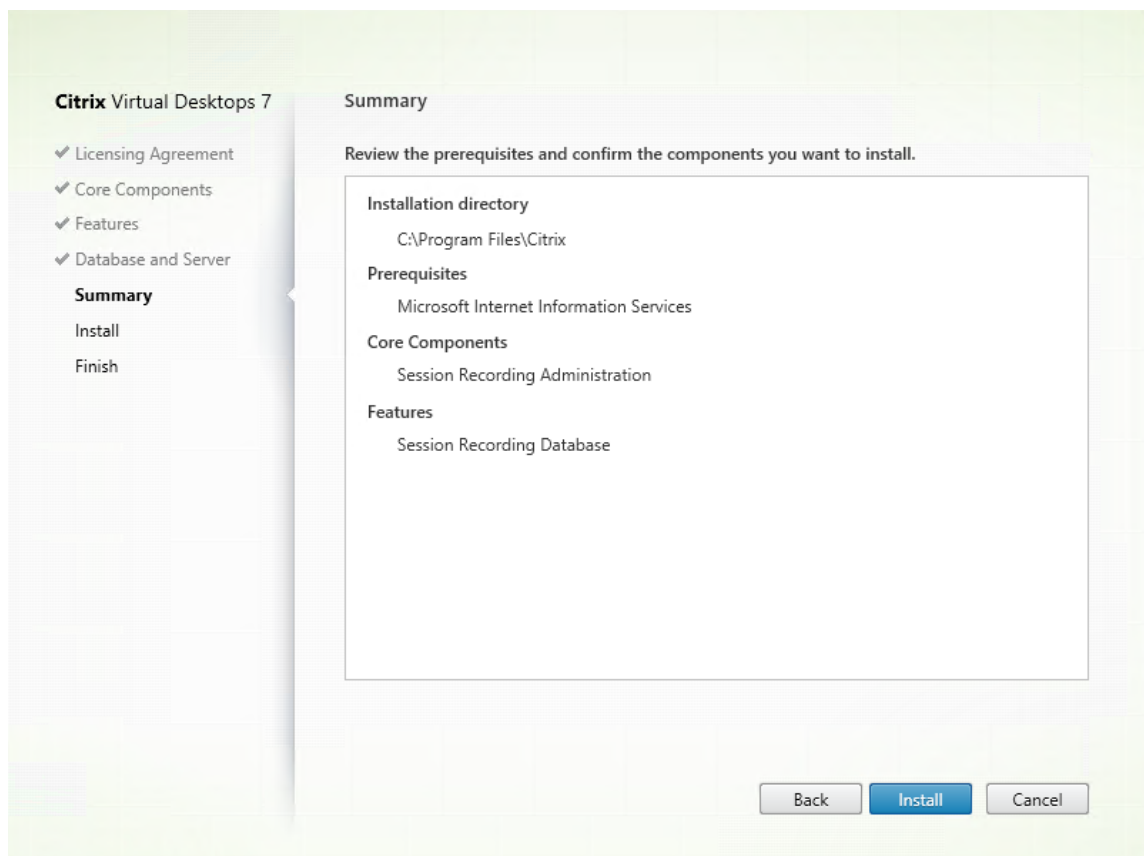 Citrix Virtual Desktops 7
Licensing Agreement
Core Components
Features
Database and Server
Summary
Install
Finish
Summary
Review the prerequisites and confirm the components you want to install.
Installation directory
C:\Program Files\Citrix
Prerequisites
Microsoft Internet Information Services
Core Components
Session Recording Administration
Features
Session Recording Database
Back
Install
Cancel